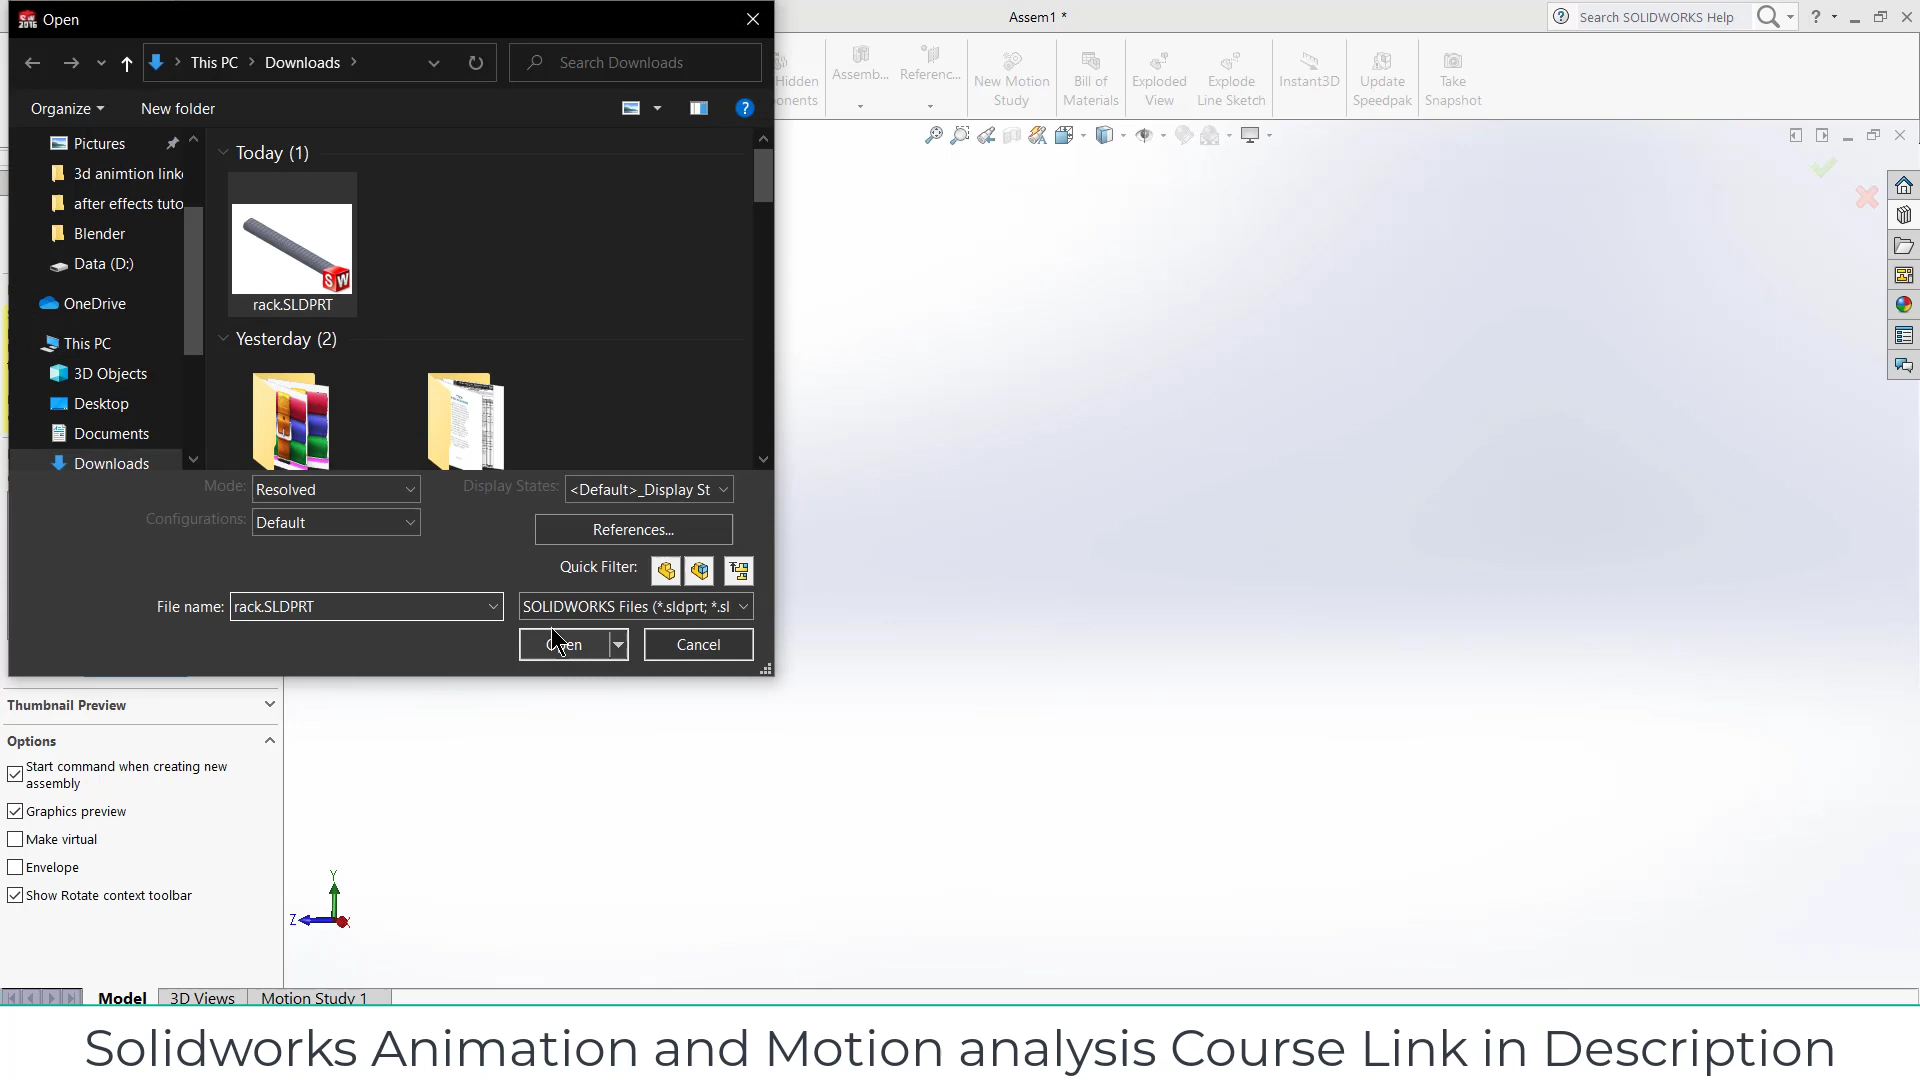 SW
2016
Open
Assem1 *
Search SOLIDWORKS Help
This PC
Downloads
Search Downloads
Hidden
Assemb...
Referenc...
New Motion
Study
Bill of
Materials
Exploded
View
Explode
Line Sketch
Instant3D
Update
Speedpak
Take
Snapshot
Organize
New folder
Pictures
3d animtion link
after effects tuto
Blender
Data (D:)
OneDrive
This PC
3D Objects
Desktop
Documents
Downloads
Today (1)
SW
rack.SLDPRT
Yesterday (2)
Mode:
Resolved
Display States:
<Default>_Display St
Configurations:
Default
References...
Quick Filter:
File name:
rack.SLDPRT
SOLIDWORKS Files (*.sldprt; *.sl
Open
Cancel
Thumbnail Preview
Options
Start command when creating new
assembly
Graphics preview
Make virtual
Envelope
Show Rotate context toolbar
Y
Z
Model
3D Views
Motion Study 1
Solidworks Animation and Motion analysis Course Link in Description